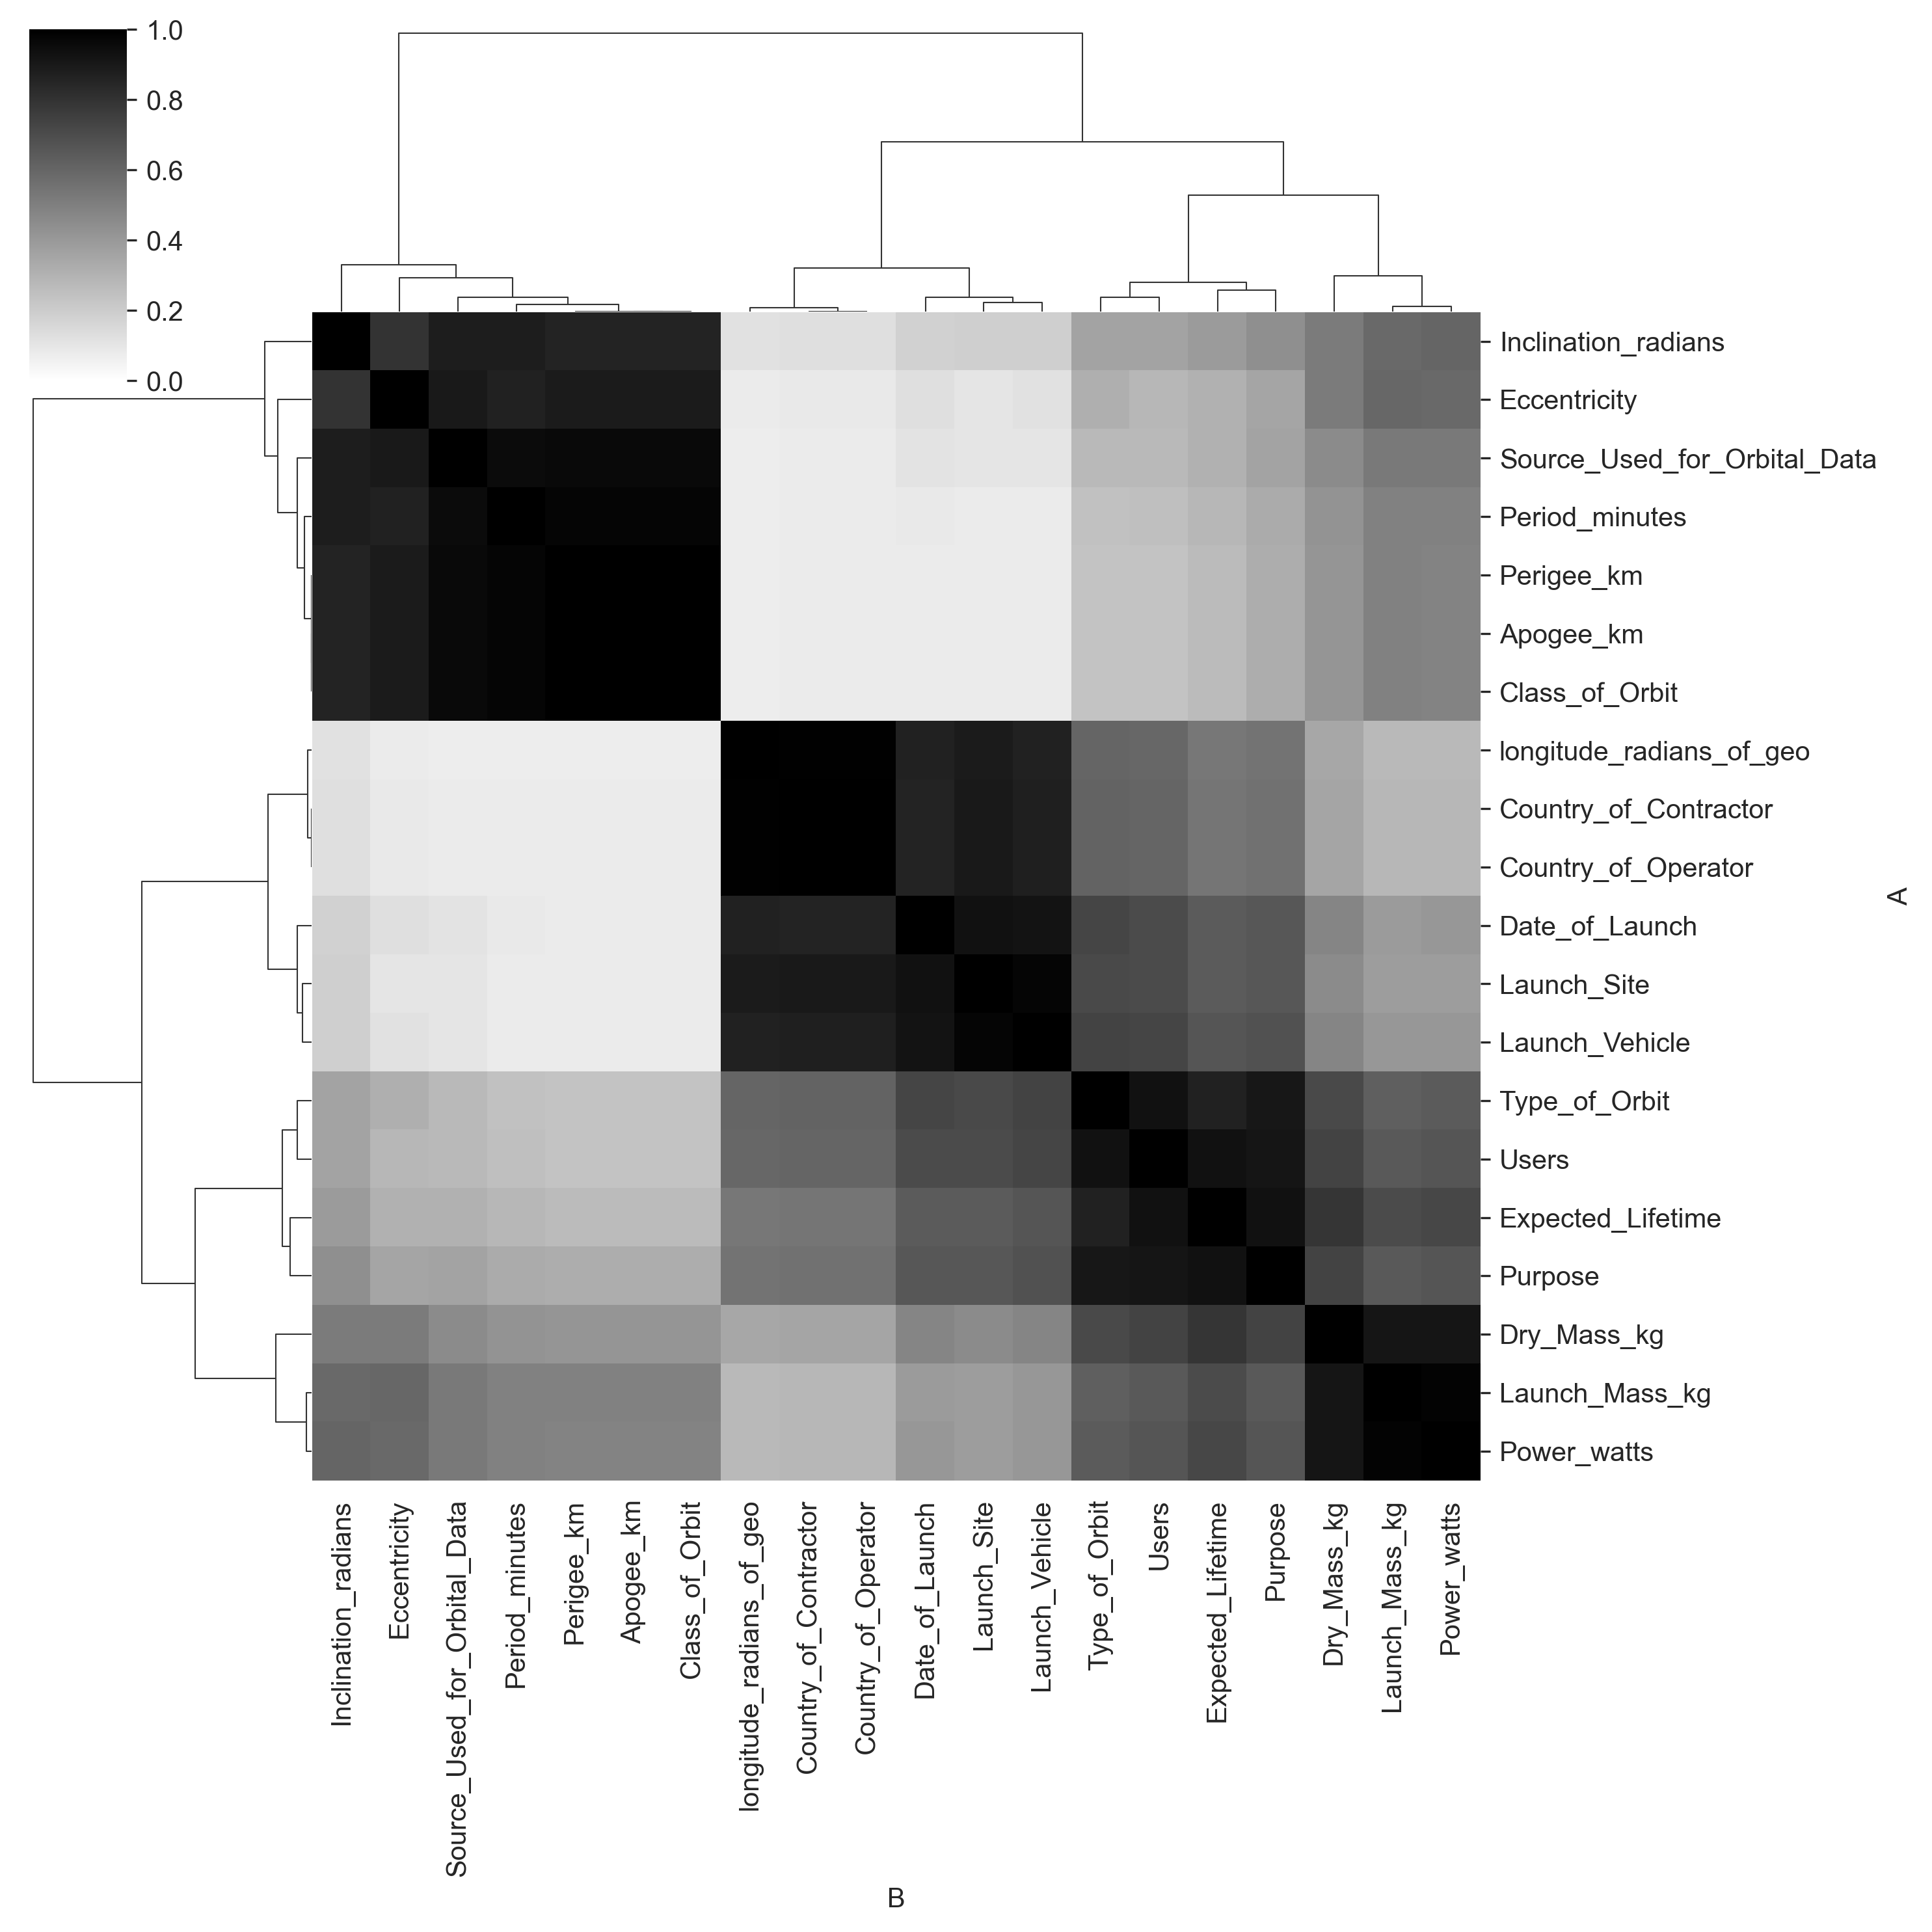 1.0
0.8
0.6
0.4
0.2
0.0
Inclination_radians
Eccentricity
Source_Used_for_Orbital_Data
Period_minutes
Perigee_km
Apogee_km
Class_of_Orbit
longitude_radians_of_geo
Country_of_Contractor
Country_of_Operator
Date_of_Launch
Launch_Site
Launch_Vehicle
Type_of_Orbit
Users
Expected_Lifetime
Purpose
Dry_Mass_kg
Launch_Mass_kg
Power_watts
A
Inclination_radians
Eccentricity
Source_Used_for_Orbital_Data
Period_minutes
Perigee_km
Apogee_km
Class_of_Orbit
longitude_radians_of_geo
Country_of_Contractor
Country_of_Operator
Date_of_Launch
Launch_Site
Launch_Vehicle
Type_of_Orbit
Users
Expected_Lifetime
Purpose
Dry_Mass_kg
Launch_Mass_kg
Power_watts
B